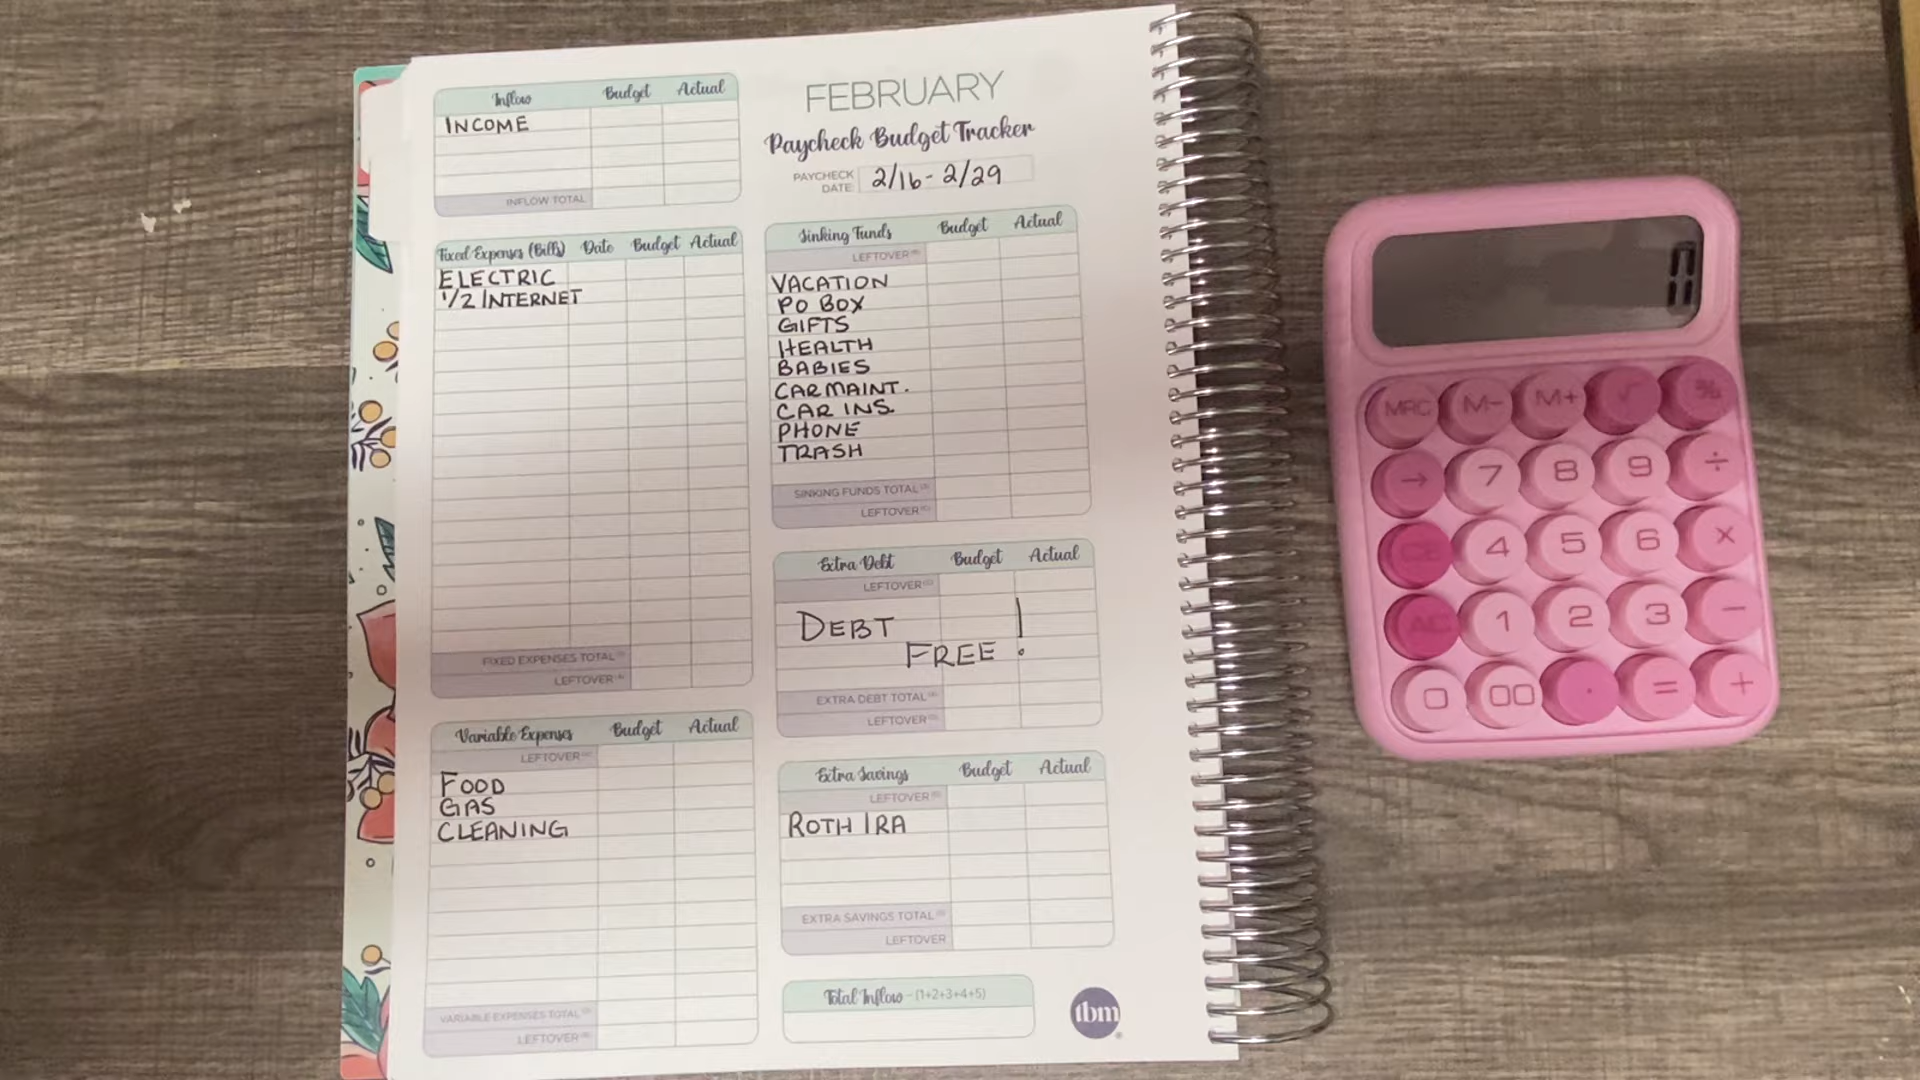 Inflow Budget Actual
INCOME
INFLOW TOTAL
FEBRUARY
Paycheck Budget Tracker
PAYCHECK DATE: 2/16 - 2/29
Fixed Expenses (Bills) Date Budget Actual
ELECTRIC
1/2 INTERNET
FIXED EXPENSES TOTAL
LEFTOVER
Variable Expenses Budget Actual
LEFTOVER
FOOD
GAS
CLEANING
VARIABLE EXPENSES TOTAL
LEFTOVER
Sinking Funds Budget Actual
LEFTOVER
VACATION
PO BOX
GIFTS
HEALTH
BABIES
CAR MAINT.
CAR INS.
PHONE
TRASH
SINKING FUNDS TOTAL
LEFTOVER
Extra Debt Budget Actual
LEFTOVER
DEBT
FREE !
EXTRA DEBT TOTAL
LEFTOVER
Extra Savings Budget Actual
LEFTOVER
ROTH IRA
EXTRA SAVINGS TOTAL
LEFTOVER
Total Inflow - (1+2+3+4+5)
tbm
MRC M- M+ √ %
→ 7 8 9 ÷
4 5 6 ×
AC 1 2 3 −
0 00 . = +